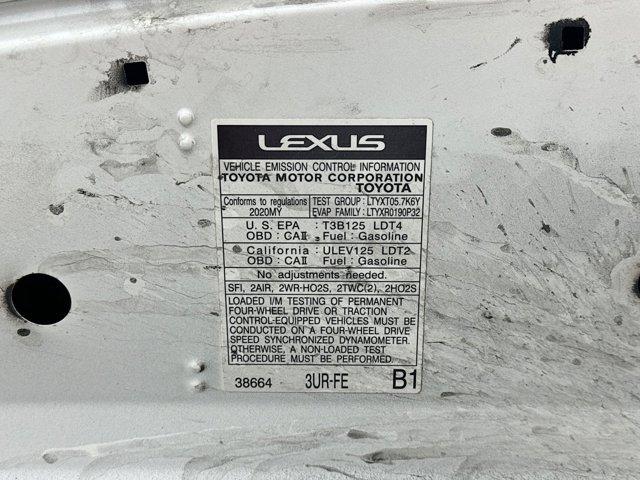 LEXUS
VEHICLE EMISSION CONTROL INFORMATION
TOYOTA MOTOR CORPORATION
TOYOTA
Conforms to regulations
2020MY
TEST GROUP : LTYXT05.7K6Y
EVAP FAMILY : LTYXR0190P32
U.S. EPA : T3B125 LDT4
OBD : CAⅡ Fuel : Gasoline
California : ULEV125 LDT2
OBD : CAⅡ Fuel : Gasoline
No adjustments needed.
SFI, 2AIR, 2WR-HO2S, 2TWC(2), 2HO2S
LOADED I/M TESTING OF PERMANENT
FOUR-WHEEL DRIVE OR TRACTION
CONTROL-EQUIPPED VEHICLES MUST BE
CONDUCTED ON A FOUR-WHEEL DRIVE
SPEED SYNCHRONIZED DYNAMOMETER.
OTHERWISE, A NON-LOADED TEST
PROCEDURE MUST BE PERFORMED.
38664 3UR-FE B1